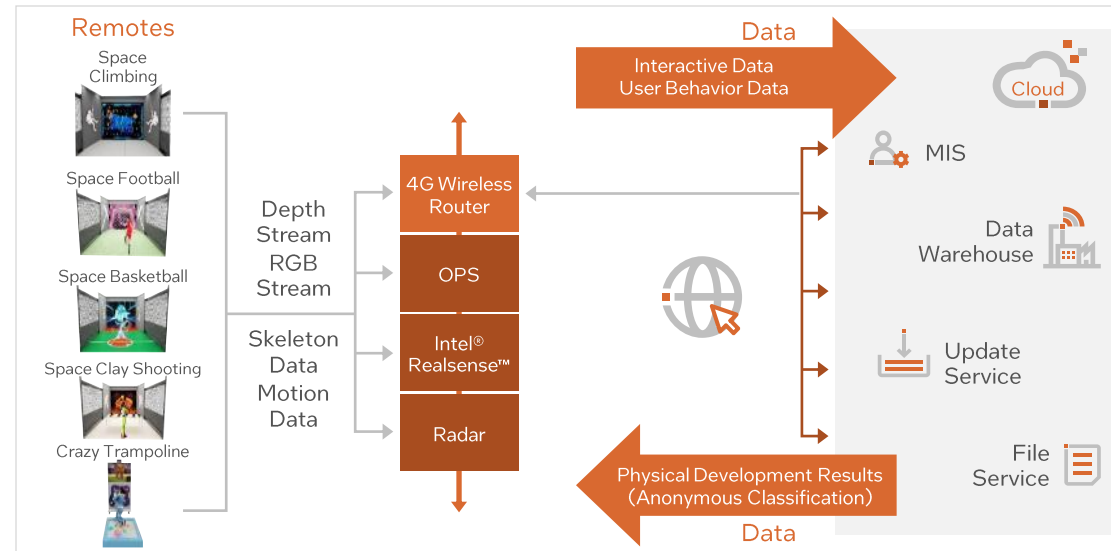 Remotes
Space
Climbing
Space Football
Space Basketball
Space Clay Shooting
Crazy Trampoline
Depth
Stream
RGB
Stream
Skeleton
Data
Motion
Data
4G Wireless
Router
OPS
Intel®
Realsense™
Radar
Data
Interactive Data
User Behavior Data
Cloud
MIS
Data
Warehouse
Update
Service
File
Service
Physical Development Results
(Anonymous Classification)
Data